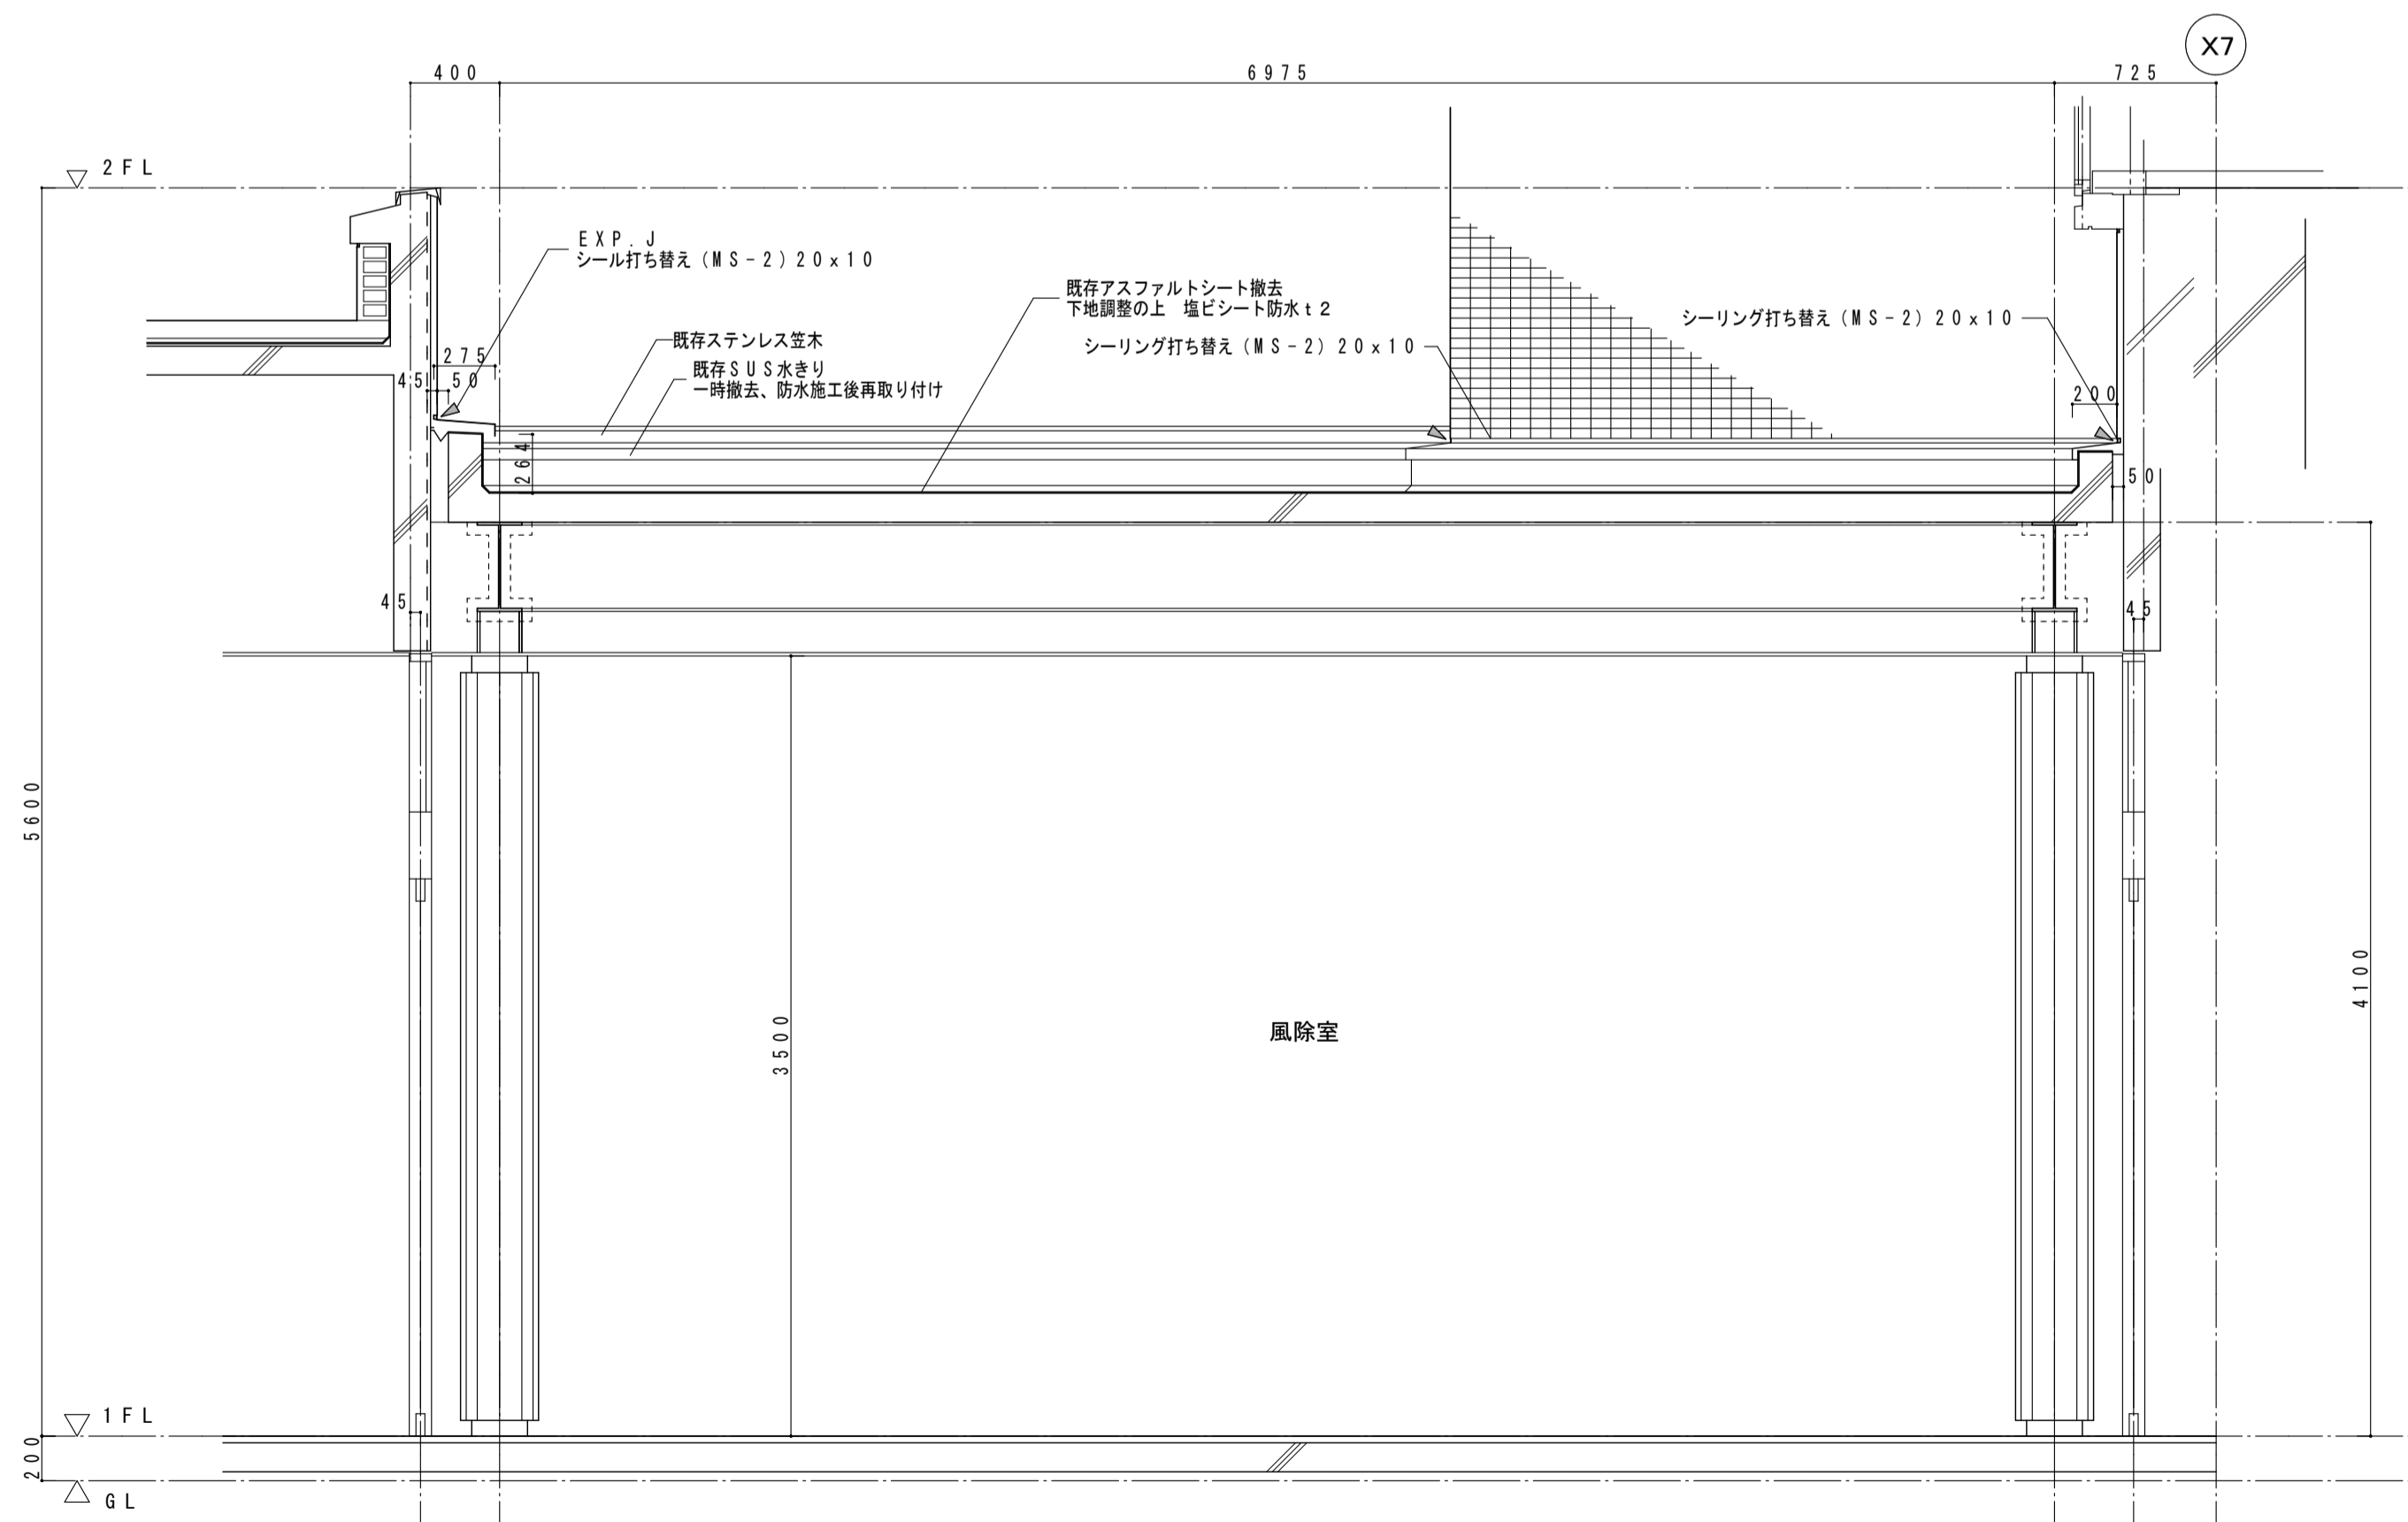 X7
400
6975
725
2FL
EXP.J
シール打ち替え(MS-2)20x10
既存アスファルトシート撤去
下地調整の上 塩ビシート防水t2
シーリング打ち替え(MS-2)20x10
シーリング打ち替え(MS-2)20x10
既存ステンレス笠木
既存SUS水きり
一時撤去、防水施工後再取り付け
275
45
50
200
264
50
45
45
5600
3500
4100
風除室
1FL
200
GL